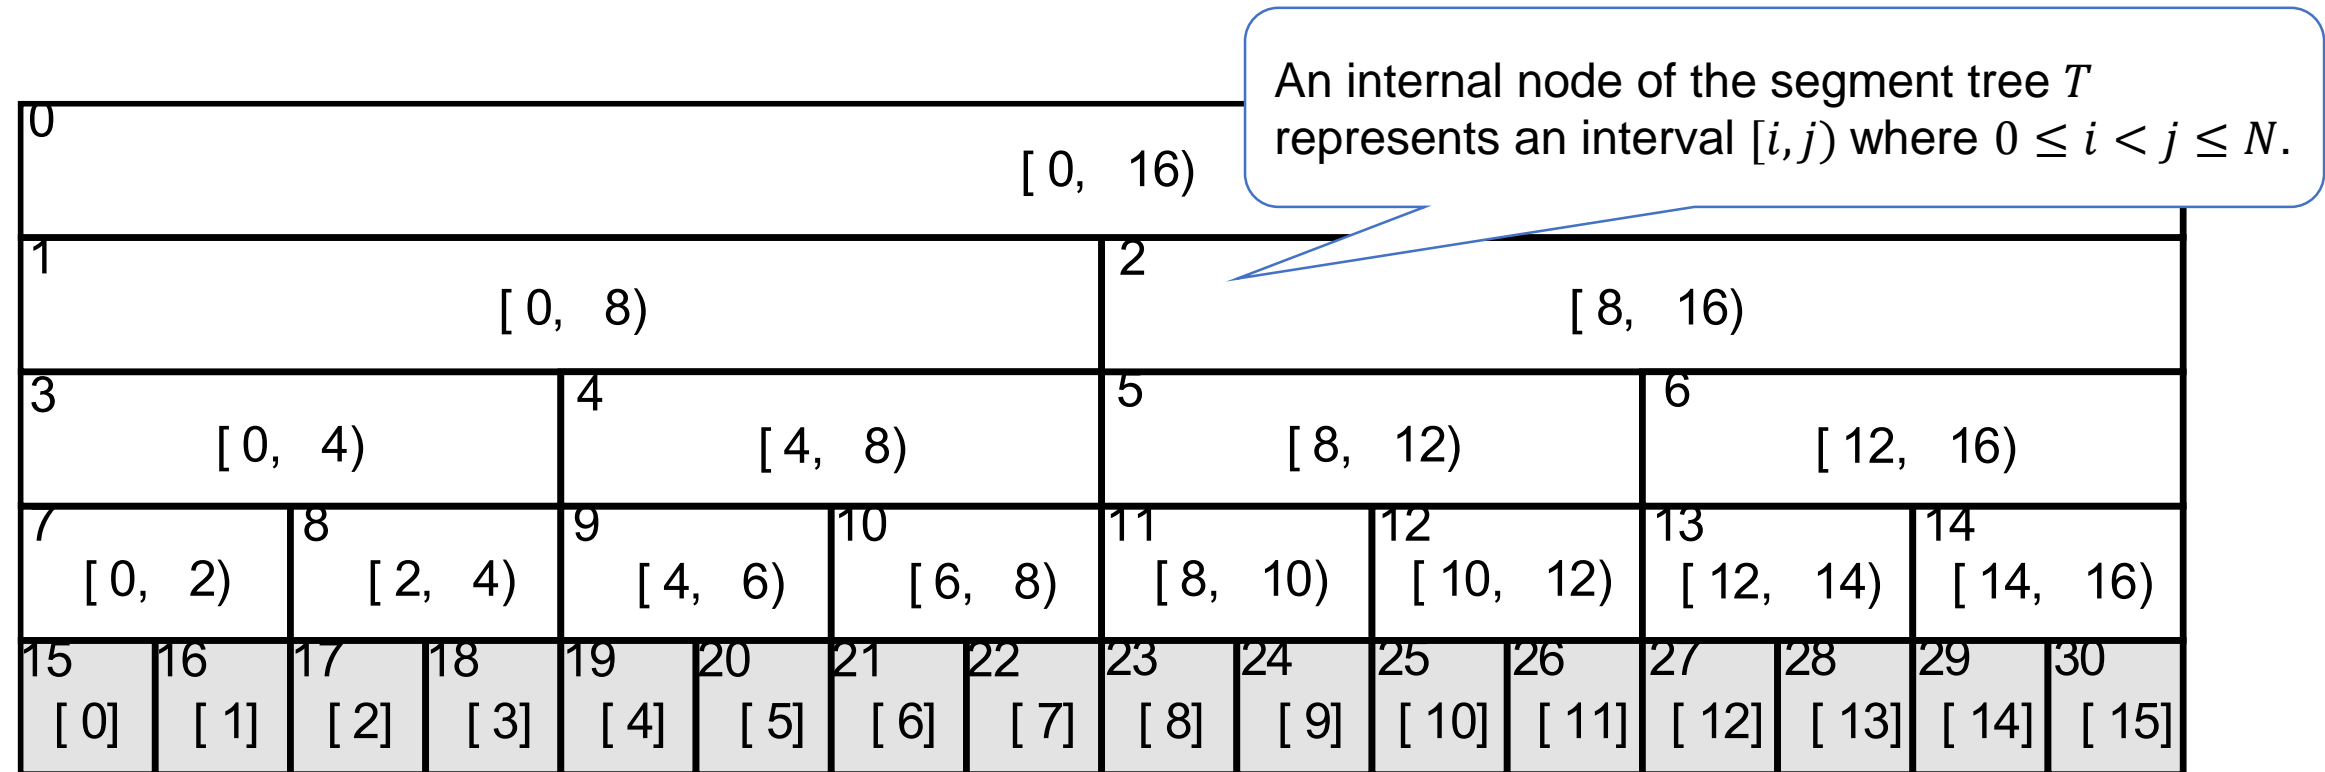 An internal node of the segment tree T
represents an interval [i, j) where 0 ≤ i < j ≤ N.
0
[ 0, 16)
1 2
[ 0, 8) [ 8, 16)
3 4 5 6
[ 0, 4) [ 4, 8) [ 8, 12) [ 12, 16)
7 8 9 10 11 12 13 14
[ 0, 2) [ 2, 4) [ 4, 6) [ 6, 8) [ 8, 10) [ 10, 12) [ 12, 14) [ 14, 16)
15 16 17 18 19 20 21 22 23 24 25 26 27 28 29 30
[ 0] [ 1] [ 2] [ 3] [ 4] [ 5] [ 6] [ 7] [ 8] [ 9] [ 10] [ 11] [ 12] [ 13] [ 14] [ 15]